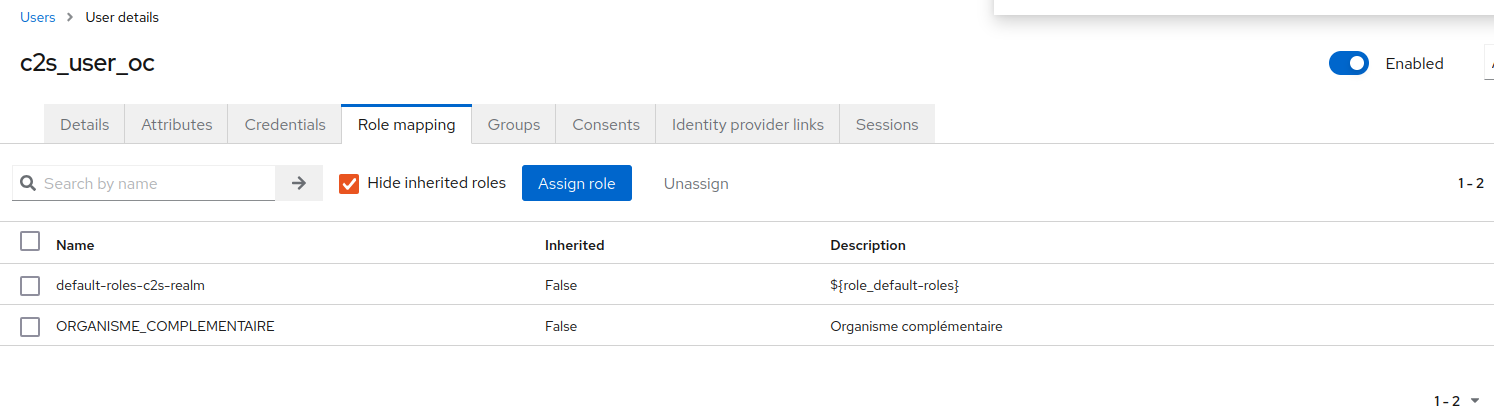 Users > User details
c2s_user_oc Enabled
Details Attributes Credentials Role mapping Groups Consents Identity provider links Sessions
Search by name Hide inherited roles Assign role Unassign 1 - 2
Name Inherited Description
default-roles-c2s-realm False ${role_default-roles}
ORGANISME_COMPLEMENTAIRE False Organisme complémentaire
1 - 2